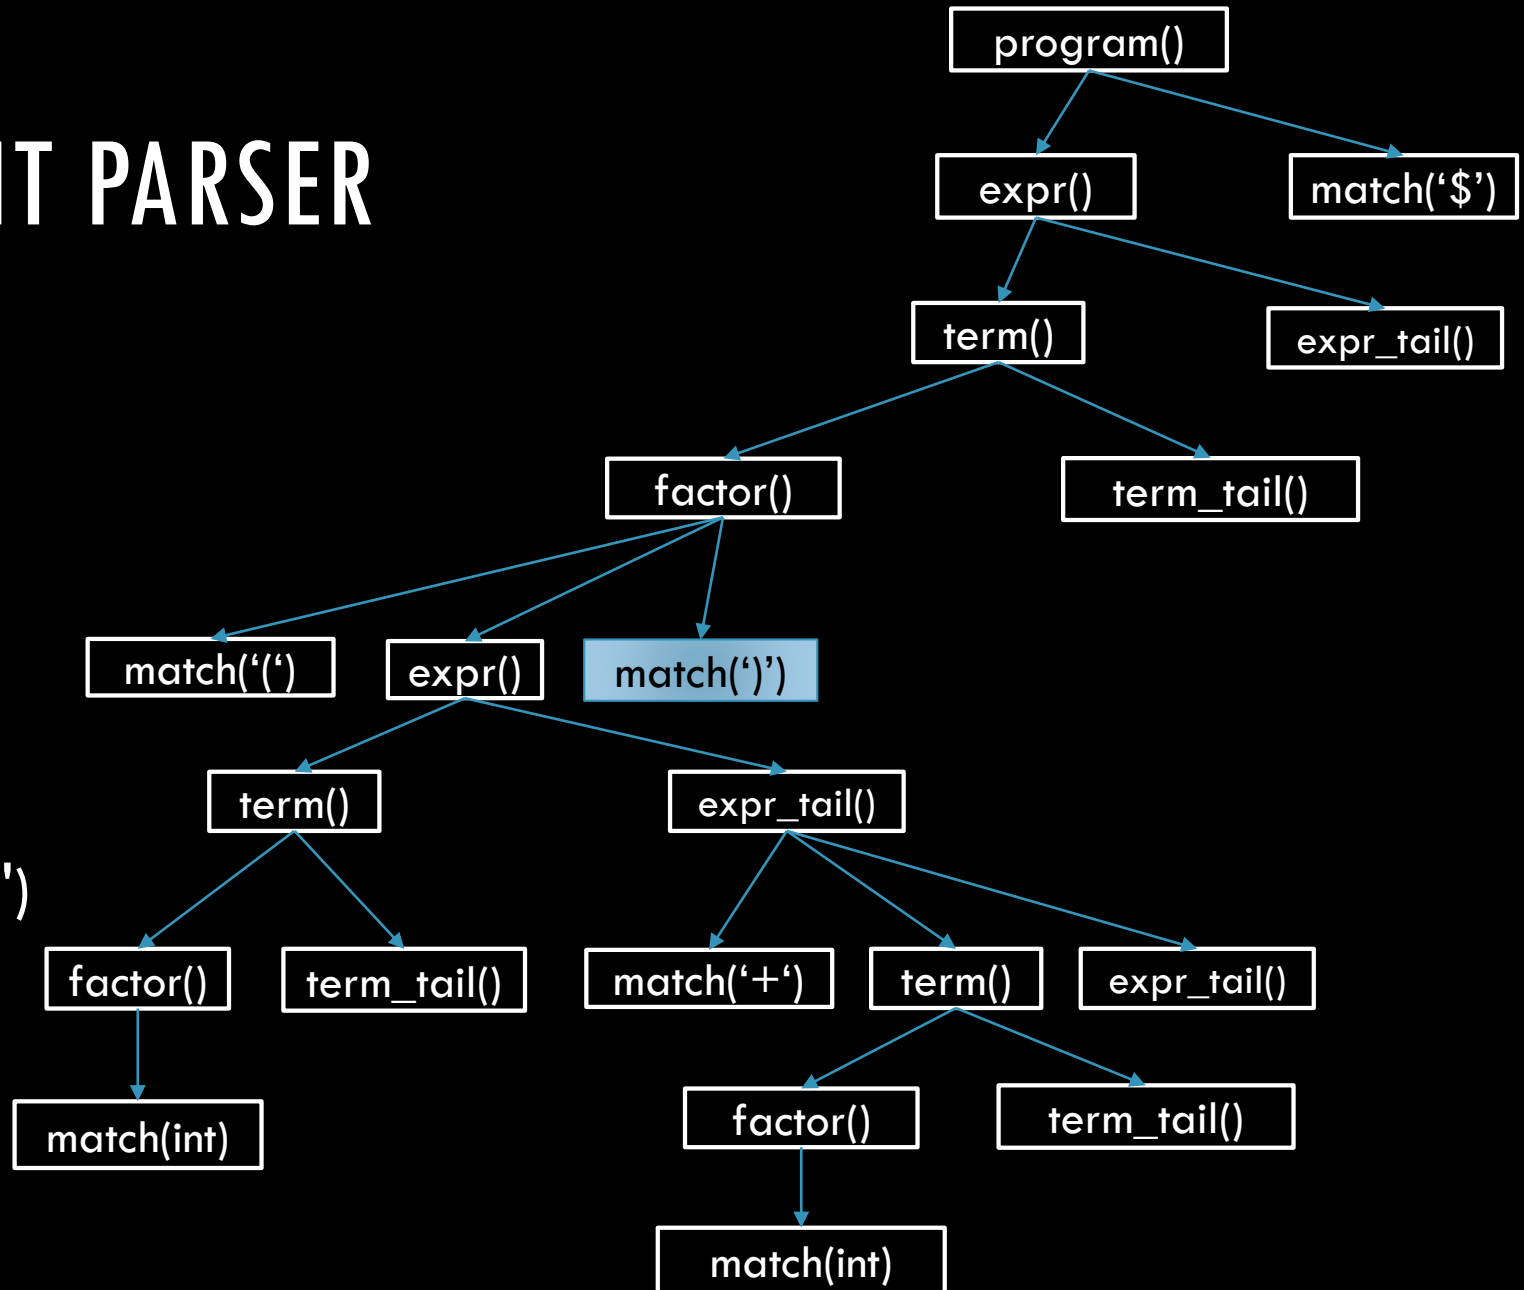 program()
IT PARSER
expr()
match(‘$’)
term()
expr_tail()
factor()
term_tail()
match(‘(‘)
expr()
match(‘)’)
term()
expr_tail()
')
factor()
term_tail()
match(‘+‘)
term()
expr_tail()
match(int)
factor()
term_tail()
match(int)